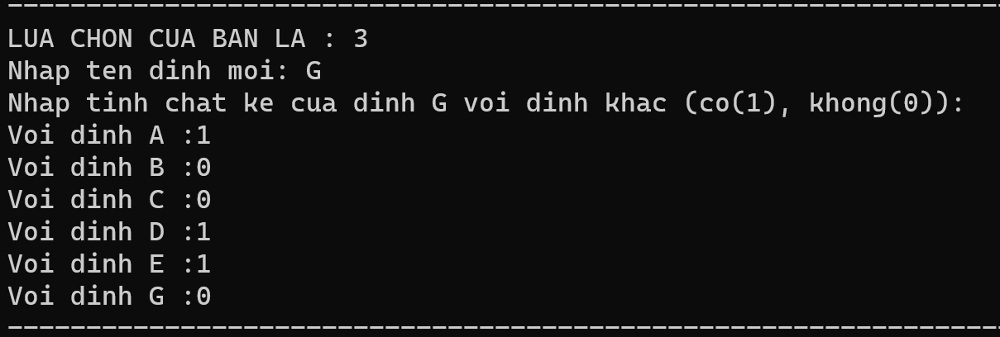 LUA CHON CUA BAN LA : 3
Nhap ten dinh moi: G
Nhap tinh chat ke cua dinh G voi dinh khac (co(1), khong(0)):
Voi dinh A :1
Voi dinh B :0
Voi dinh C :0
Voi dinh D :1
Voi dinh E :1
Voi dinh G :0